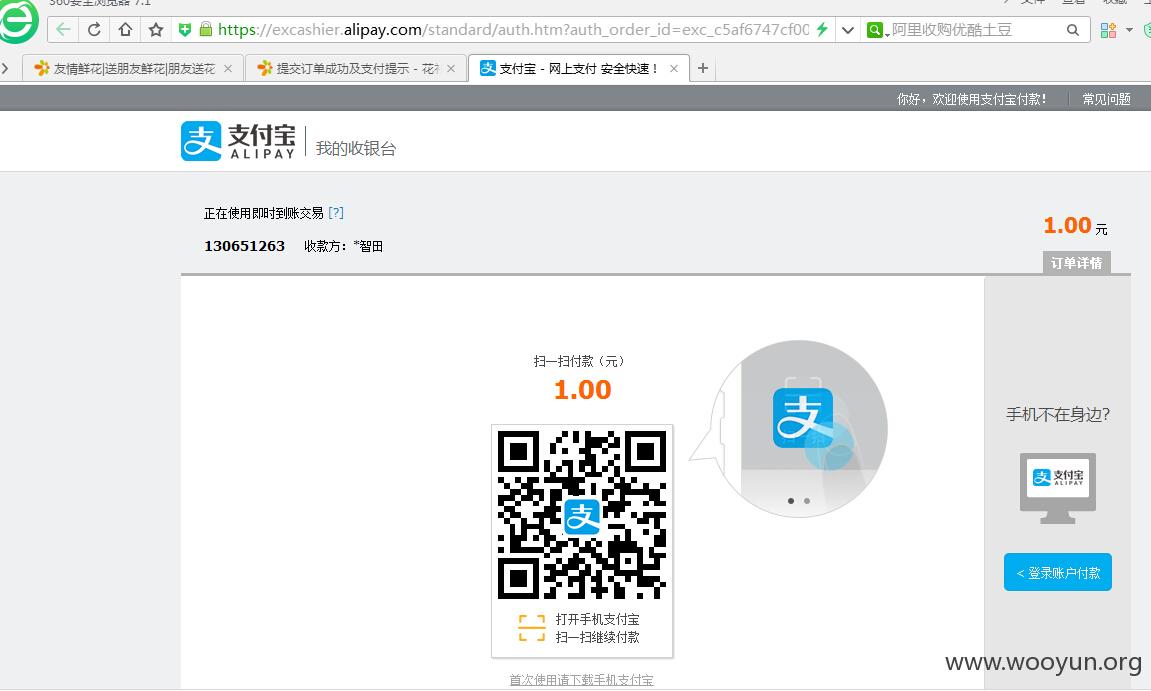 360安全浏览器 7.1
文件 查看 收藏
https://excashier.alipay.com/standard/auth.htm?auth_order_id=exc_c5af6747cf00
阿里收购优酷土豆
友情鲜花|送朋友鲜花|朋友送花
提交订单成功及支付提示 - 花礼
支付宝 - 网上支付 安全快速！
你好，欢迎使用支付宝付款！ 常见问题
支付宝
ALIPAY
我的收银台
正在使用即时到账交易 [?]
1.00 元
130651263 收款方：*智田
订单详情
扫一扫付款（元）
1.00
支
支
手机不在身边？
支付宝
ALIPAY
< 登录账户付款
打开手机支付宝
扫一扫继续付款
首次使用请下载手机支付宝
www.wooyun.org